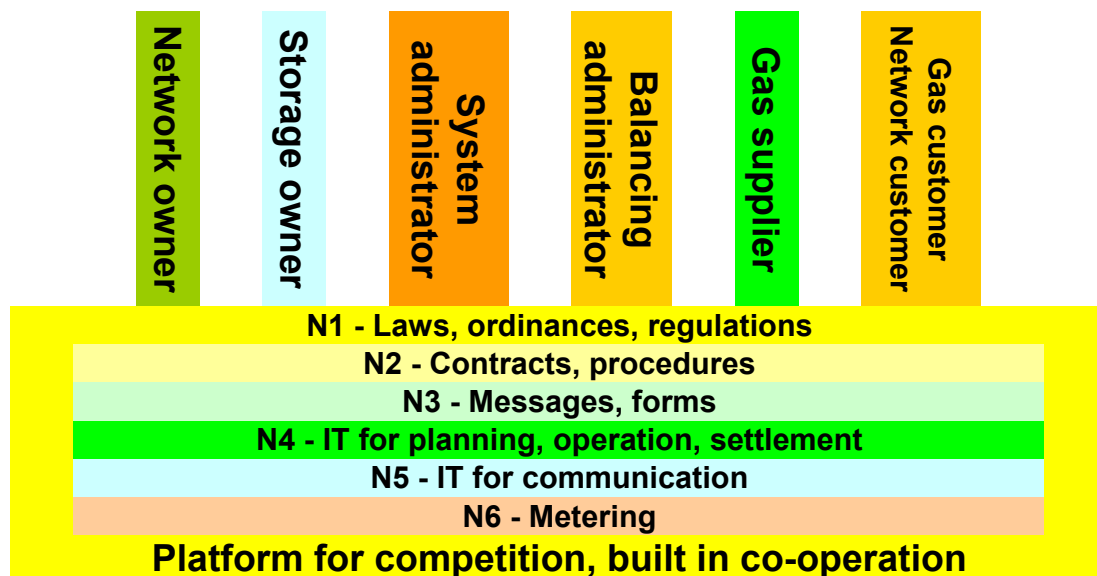 Network owner
Storage owner
System
administrator
Balancing
administrator
Gas supplier
Gas customer
Network customer
N1 - Laws, ordinances, regulations
N2 - Contracts, procedures
N3 - Messages, forms
N4 - IT for planning, operation, settlement
N5 - IT for communication
N6 - Metering
Platform for competition, built in co-operation